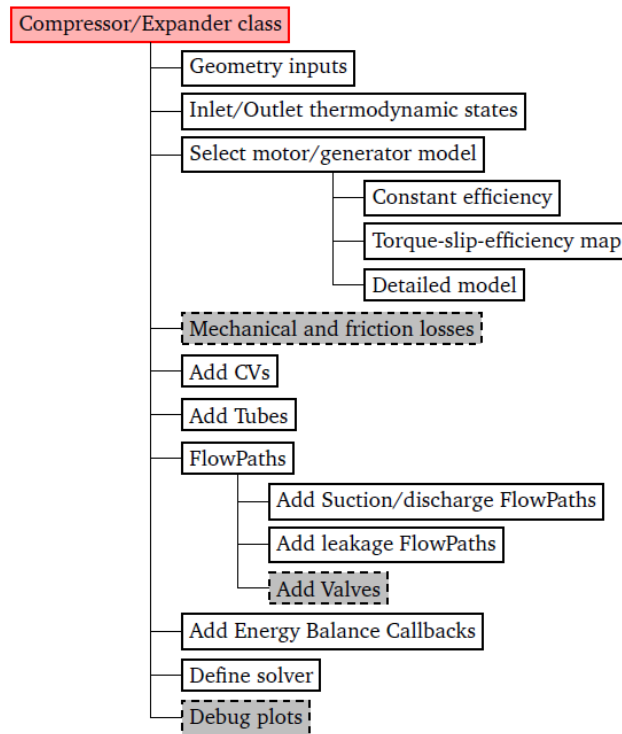 Compressor/Expander class
Geometry inputs
Inlet/Outlet thermodynamic states
Select motor/generator model
Constant efficiency
Torque-slip-efficiency map
Detailed model
Mechanical and friction losses
Add CVs
Add Tubes
FlowPaths
Add Suction/discharge FlowPaths
Add leakage FlowPaths
Add Valves
Add Energy Balance Callbacks
Define solver
Debug plots